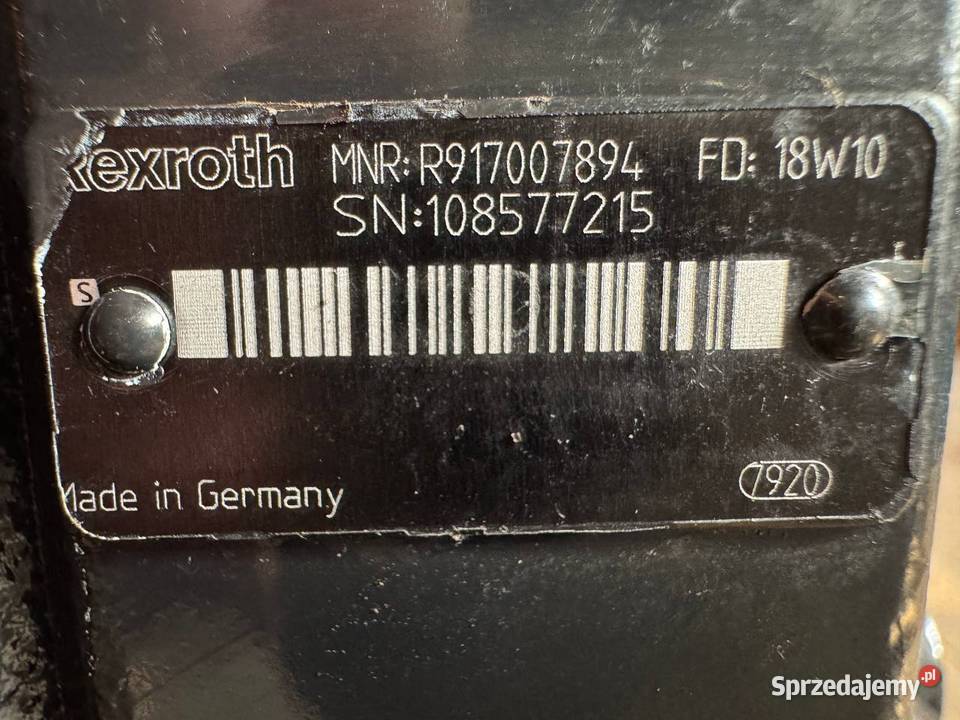 Rexroth MNR: R917007894 FD: 18W10
SN:108577215
S
Made in Germany
7920
Sprzedajemy.pl